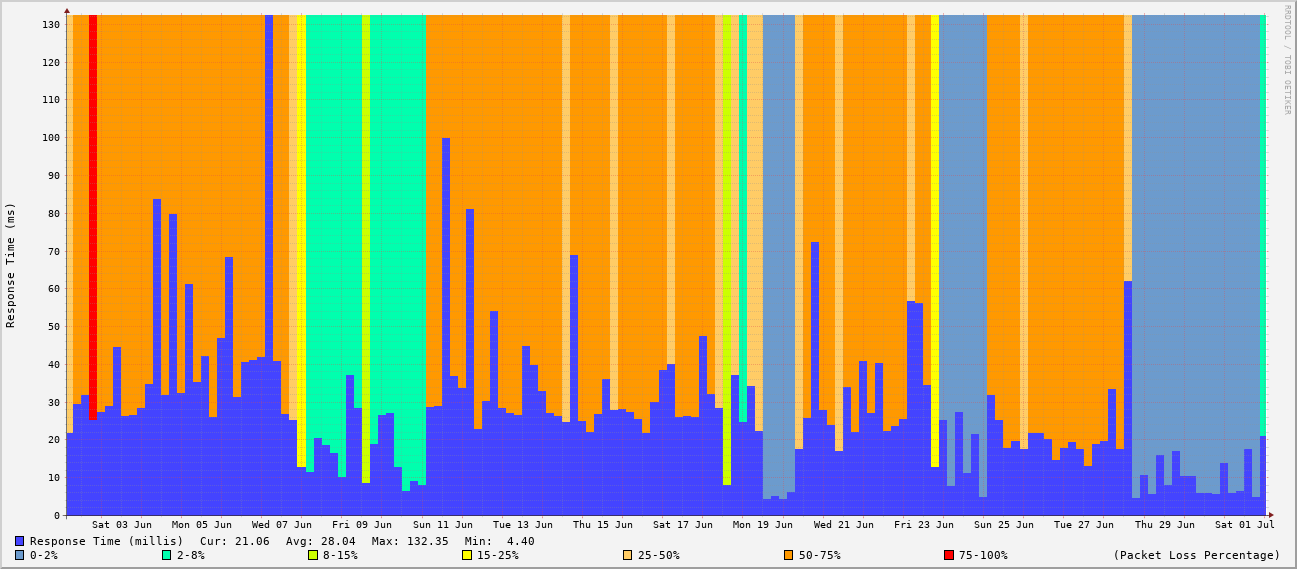 130
120
110
100
90
80
70
60
50
40
30
20
10
0
Response Time (ms)
RRDTOOL / TOBI OETIKER
Sat 03 Jun Mon 05 Jun Wed 07 Jun Fri 09 Jun Sun 11 Jun Tue 13 Jun Thu 15 Jun Sat 17 Jun Mon 19 Jun Wed 21 Jun Fri 23 Jun Sun 25 Jun Tue 27 Jun Thu 29 Jun Sat 01 Jul
Response Time (millis) Cur: 21.06 Avg: 28.04 Max: 132.35 Min: 4.40
0-2% 2-8% 8-15% 15-25% 25-50% 50-75% 75-100% (Packet Loss Percentage)